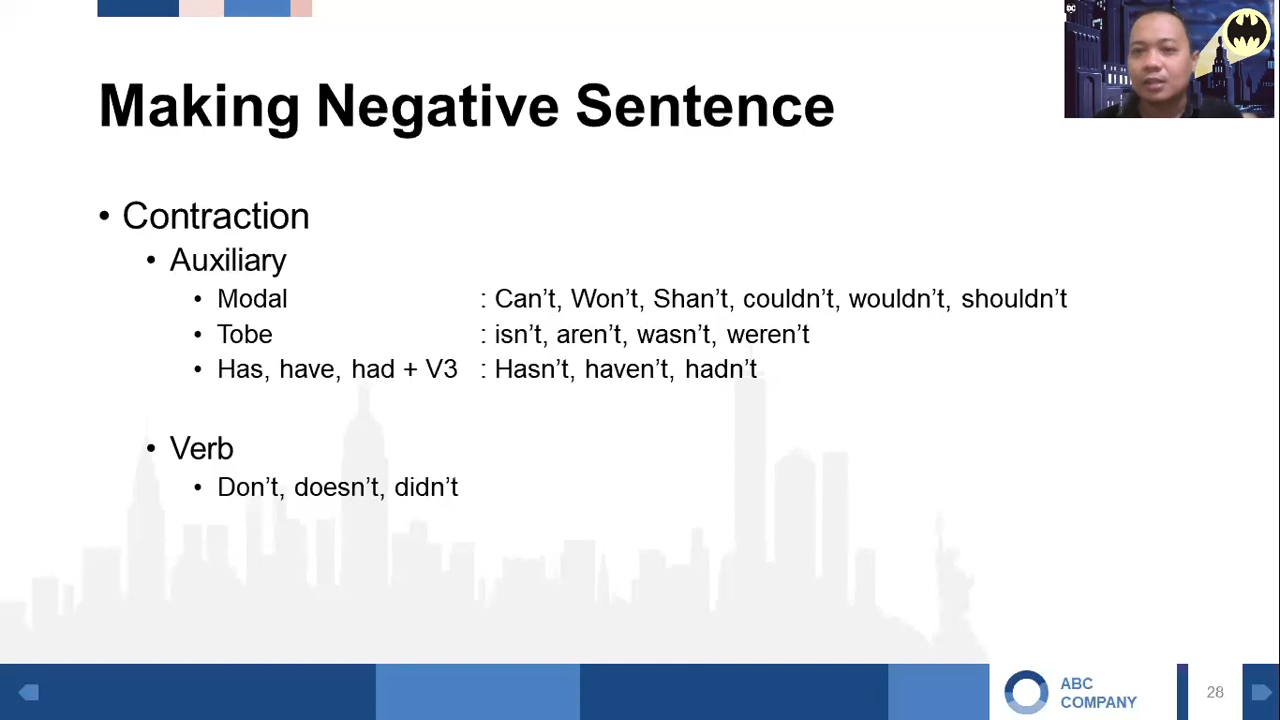 DC
Making Negative Sentence
• Contraction
• Auxiliary
• Modal : Can’t, Won’t, Shan’t, couldn’t, wouldn’t, shouldn’t
• Tobe : isn’t, aren’t, wasn’t, weren’t
• Has, have, had + V3 : Hasn’t, haven’t, hadn’t
• Verb
• Don’t, doesn’t, didn’t
ABC
COMPANY
28